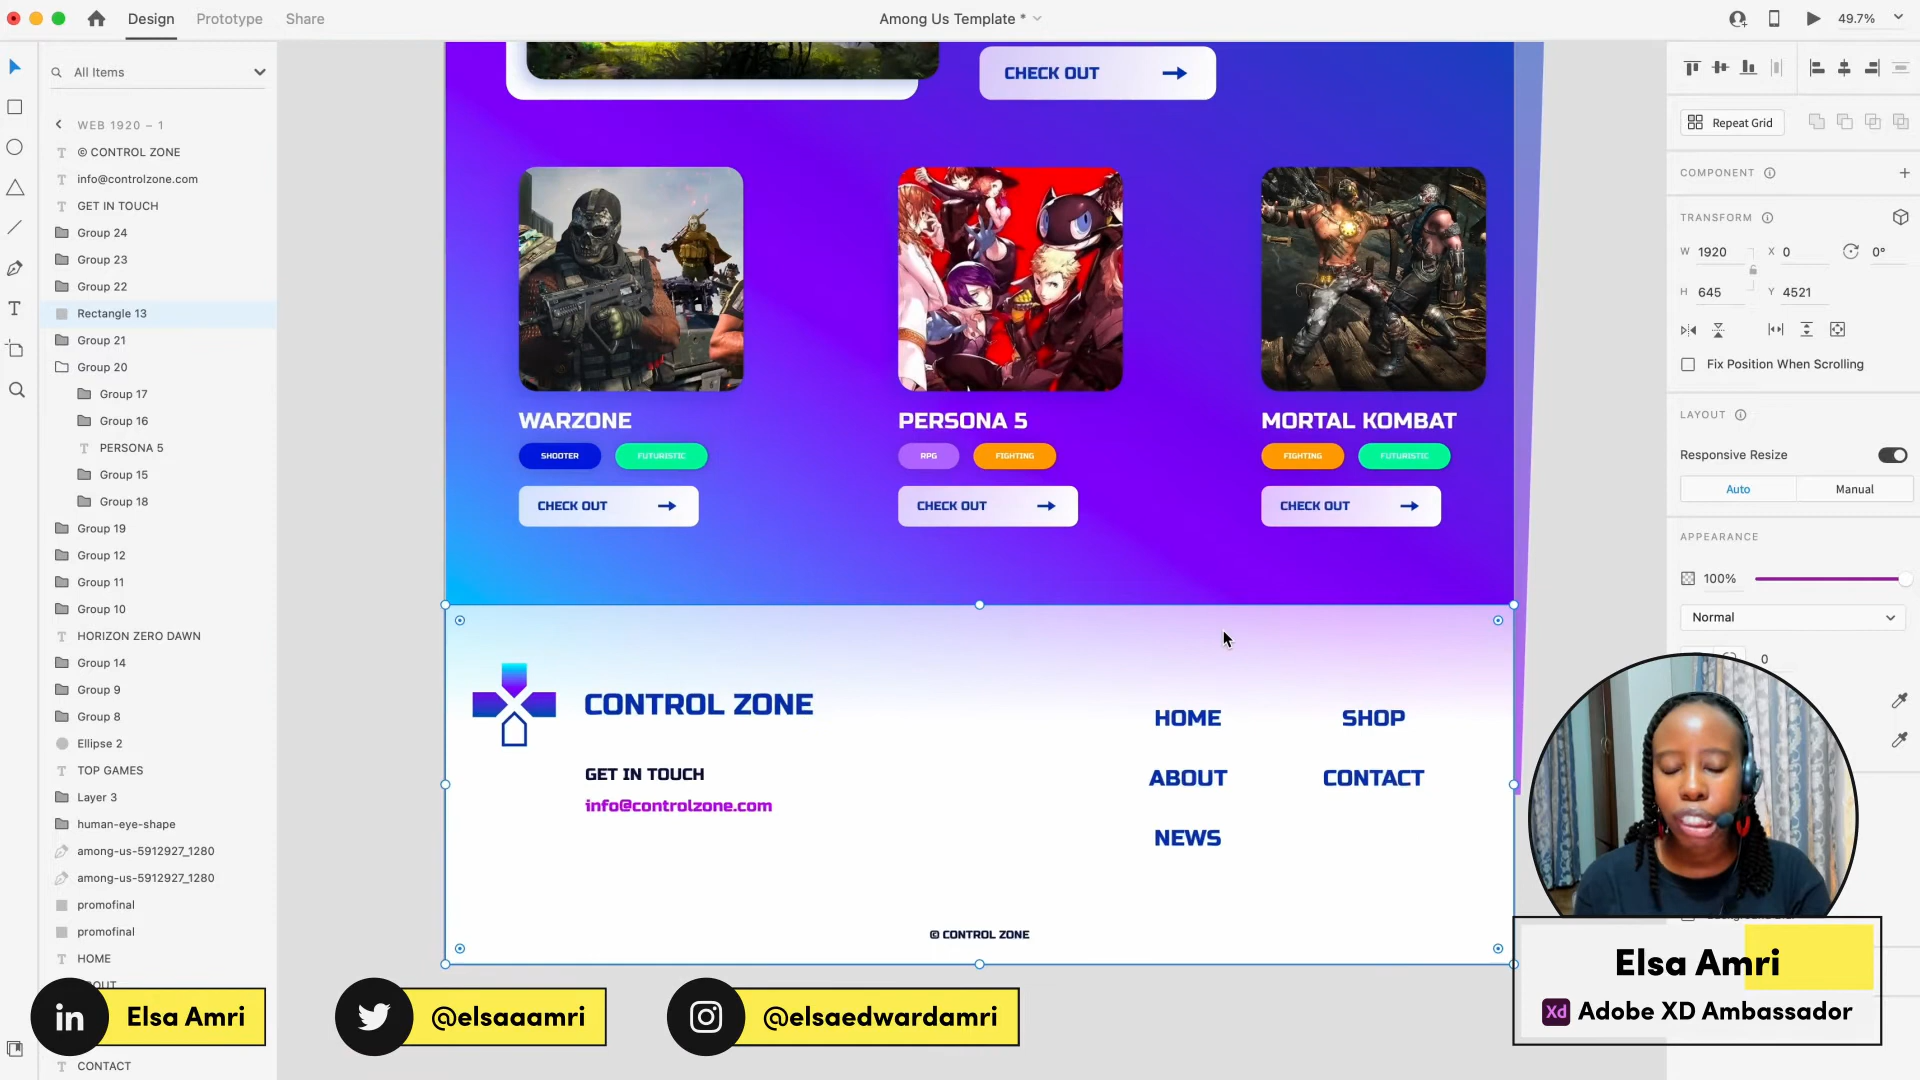 Design
Prototype
Share
Among Us Template *
49.7%
All Items
WEB 1920 – 1
© CONTROL ZONE
info@controlzone.com
GET IN TOUCH
Group 24
Group 23
Group 22
Rectangle 13
Group 21
Group 20
Group 17
Group 16
PERSONA 5
Group 15
Group 18
Group 19
Group 12
Group 11
Group 10
HORIZON ZERO DAWN
Group 14
Group 9
Group 8
Ellipse 2
TOP GAMES
Layer 3
human-eye-shape
among-us-5912927_1280
among-us-5912927_1280
promofinal
promofinal
HOME
CONTACT
CHECK OUT
WARZONE
SHOOTER
FUTURISTIC
CHECK OUT
PERSONA 5
RPG
FIGHTING
CHECK OUT
MORTAL KOMBAT
FIGHTING
FUTURISTIC
CHECK OUT
CONTROL ZONE
GET IN TOUCH
info@controlzone.com
HOME
SHOP
ABOUT
CONTACT
NEWS
© CONTROL ZONE
Repeat Grid
COMPONENT
TRANSFORM
W 1920
X 0
0°
H 645
Y 4521
Fix Position When Scrolling
LAYOUT
Responsive Resize
Auto
Manual
APPEARANCE
100%
Normal
0
in
Elsa Amri
@elsaaamri
@elsaedwardamri
Elsa Amri
Xd Adobe XD Ambassador